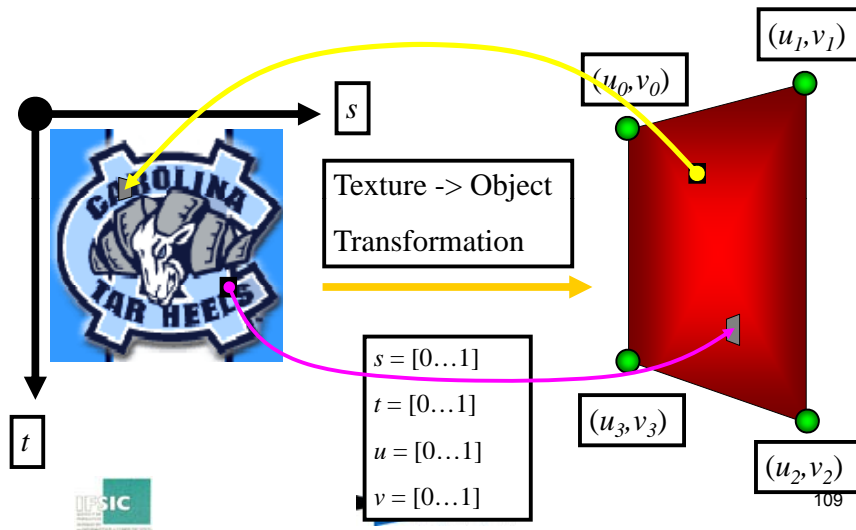 (u1,v1)
(u0,v0)
s
CAROLINA
TAR HEELS
Texture -> Object
Transformation
s = [0…1]
t = [0…1]
u = [0…1]
v = [0…1]
t
(u3,v3)
(u2,v2)
109
IFSIC